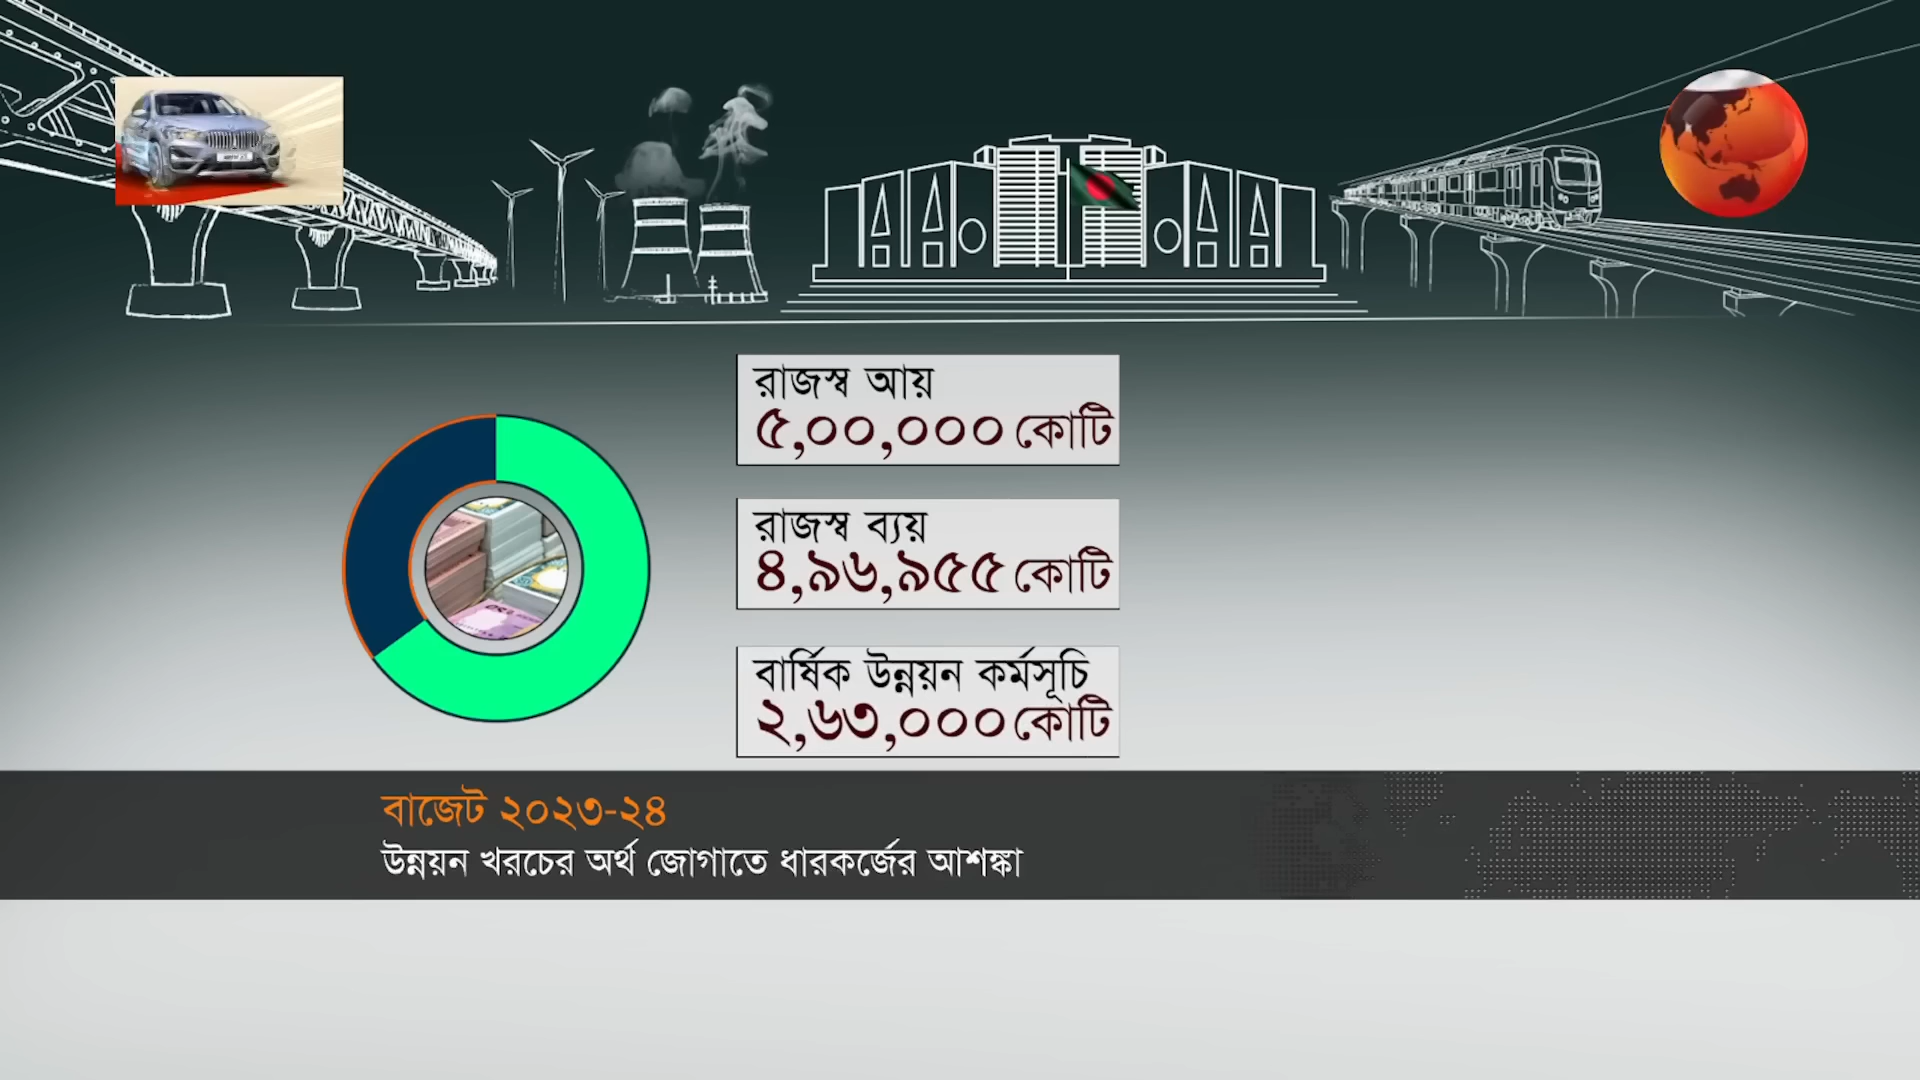 রাজস্ব আয়
৫,০০,০০০ কোটি
রাজস্ব ব্যয়
৪,৯৬,৯৫৫ কোটি
বার্ষিক উন্নয়ন কর্মসূচি
২,৬৩,০০০ কোটি
বাজেট ২০২৩-২৪
উন্নয়ন খরচের অর্থ জোগাতে ধারকর্জের আশঙ্কা